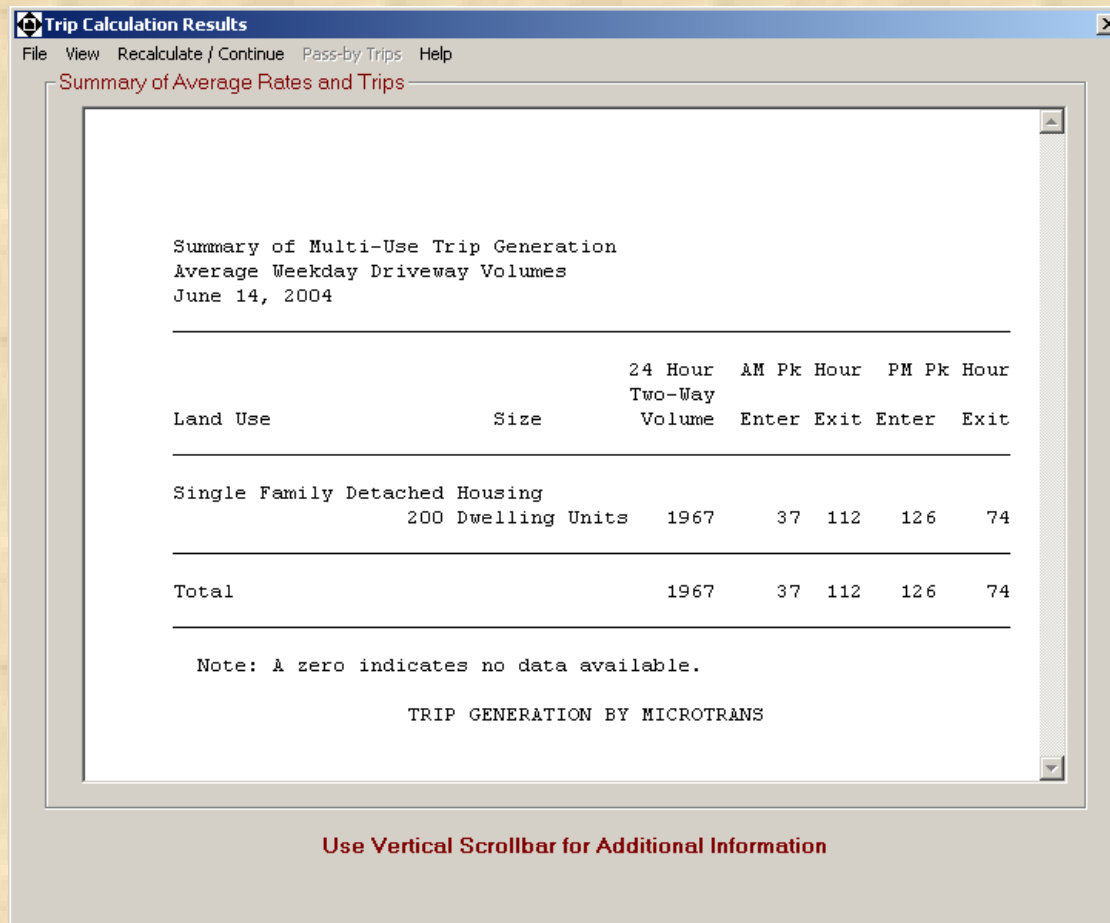 Trip Calculation Results
File View Recalculate / Continue Pass-by Trips Help
Summary of Average Rates and Trips
Summary of Multi-Use Trip Generation
Average Weekday Driveway Volumes
June 14, 2004
24 Hour AM Pk Hour PM Pk Hour
Two-Way
Land Use Size Volume Enter Exit Enter Exit
Single Family Detached Housing
200 Dwelling Units 1967 37 112 126 74
Total 1967 37 112 126 74
Note: A zero indicates no data available.
TRIP GENERATION BY MICROTRANS
Use Vertical Scrollbar for Additional Information